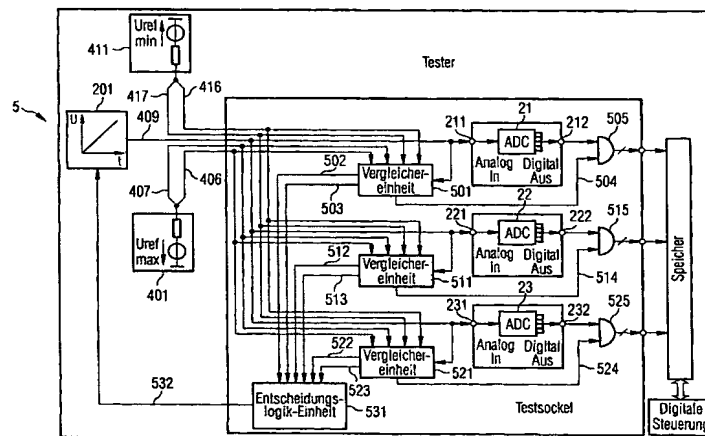 Uref
min
411
417
416
Tester
5
201
U
t
409
407
406
Uref
max
401
211
21
ADC
212
Analog
In
Digital
Aus
505
504
502
503
Vergleicher-
einheit
501
221
22
ADC
222
Analog
In
Digital
Aus
515
514
512
513
Vergleicher-
einheit
511
231
23
ADC
232
Analog
In
Digital
Aus
525
524
522
523
Vergleicher-
einheit
521
532
Entscheidungs-
logik-Einheit
531
Testsockel
Speicher
Digitale
Steuerung